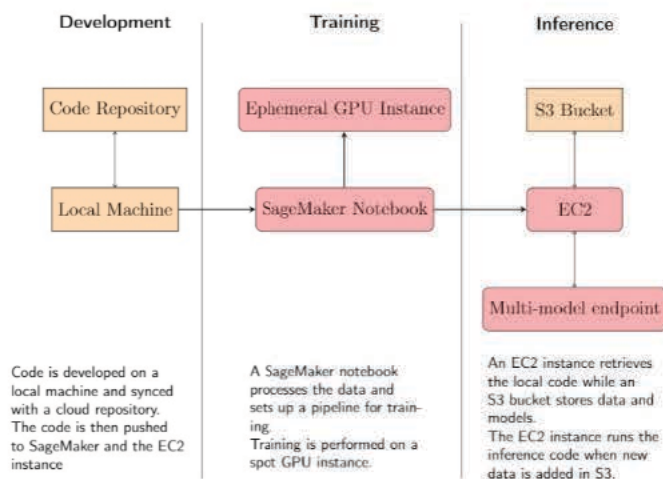 Development
Training
Inference
Code Repository
Ephemeral GPU Instance
S3 Bucket
Local Machine
SageMaker Notebook
EC2
Multi-model endpoint
Code is developed on a
local machine and synced
with a cloud repository.
The code is then pushed
to SageMaker and the EC2
instance
A SageMaker notebook
processes the data and
sets up a pipeline for train-
ing.
Training is performed on a
spot GPU instance.
An EC2 instance retrieves
the local code while an
S3 bucket stores data and
models.
The EC2 instance runs the
inference code when new
data is added in S3.